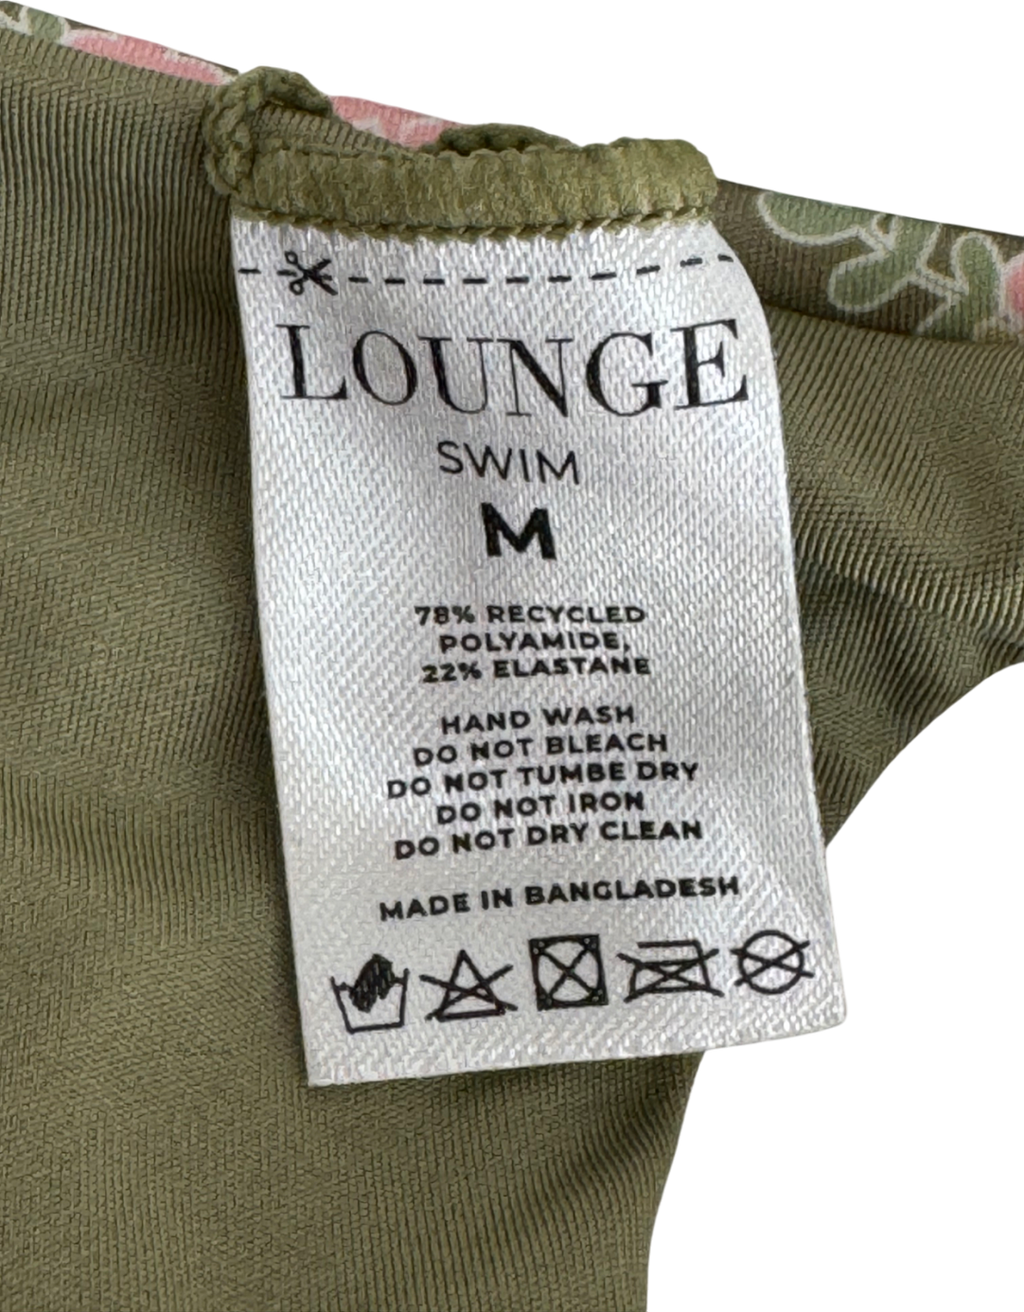 LOUNGE
SWIM
M
78% RECYCLED
POLYAMIDE,
22% ELASTANE
HAND WASH
DO NOT BLEACH
DO NOT TUMBE DRY
DO NOT IRON
DO NOT DRY CLEAN
MADE IN BANGLADESH